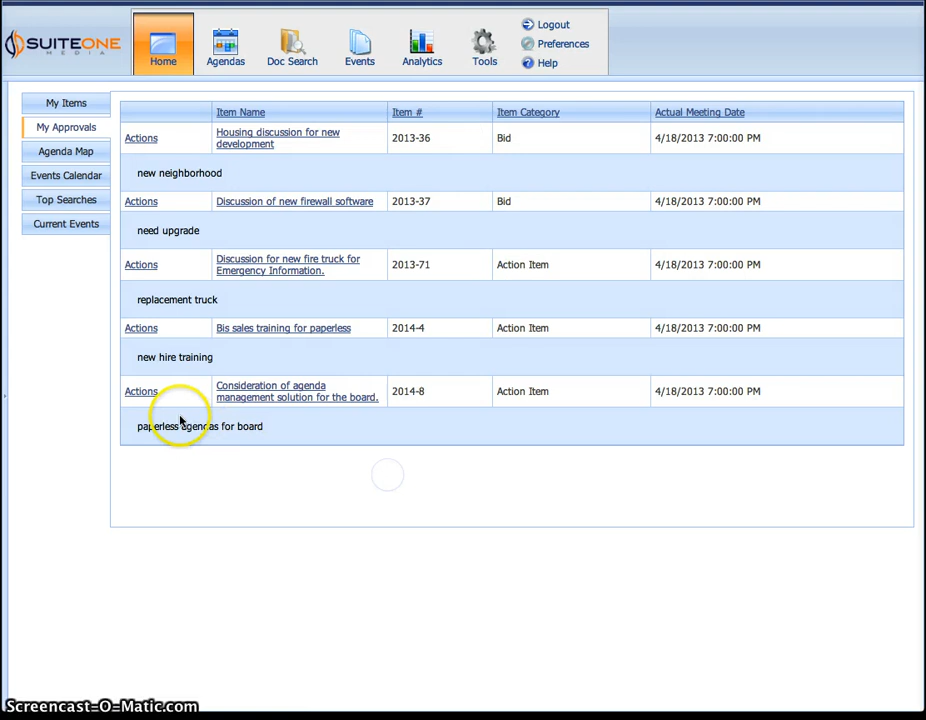 SUITEONE
MEDIA
Home
Agendas
Doc Search
Events
Analytics
Tools
Logout
Preferences
Help
My Items
My Approvals
Agenda Map
Events Calendar
Top Searches
Current Events
Item Name Item # Item Category Actual Meeting Date
Actions Housing discussion for new 2013-36 Bid 4/18/2013 7:00:00 PM
development
new neighborhood
Actions Discussion of new firewall software 2013-37 Bid 4/18/2013 7:00:00 PM
need upgrade
Actions Discussion for new fire truck for 2013-71 Action Item 4/18/2013 7:00:00 PM
Emergency Information.
replacement truck
Actions Bis sales training for paperless 2014-4 Action Item 4/18/2013 7:00:00 PM
new hire training
Actions Consideration of agenda 2014-8 Action Item 4/18/2013 7:00:00 PM
management solution for the board.
paperless agendas for board
Screencast-O-Matic.com